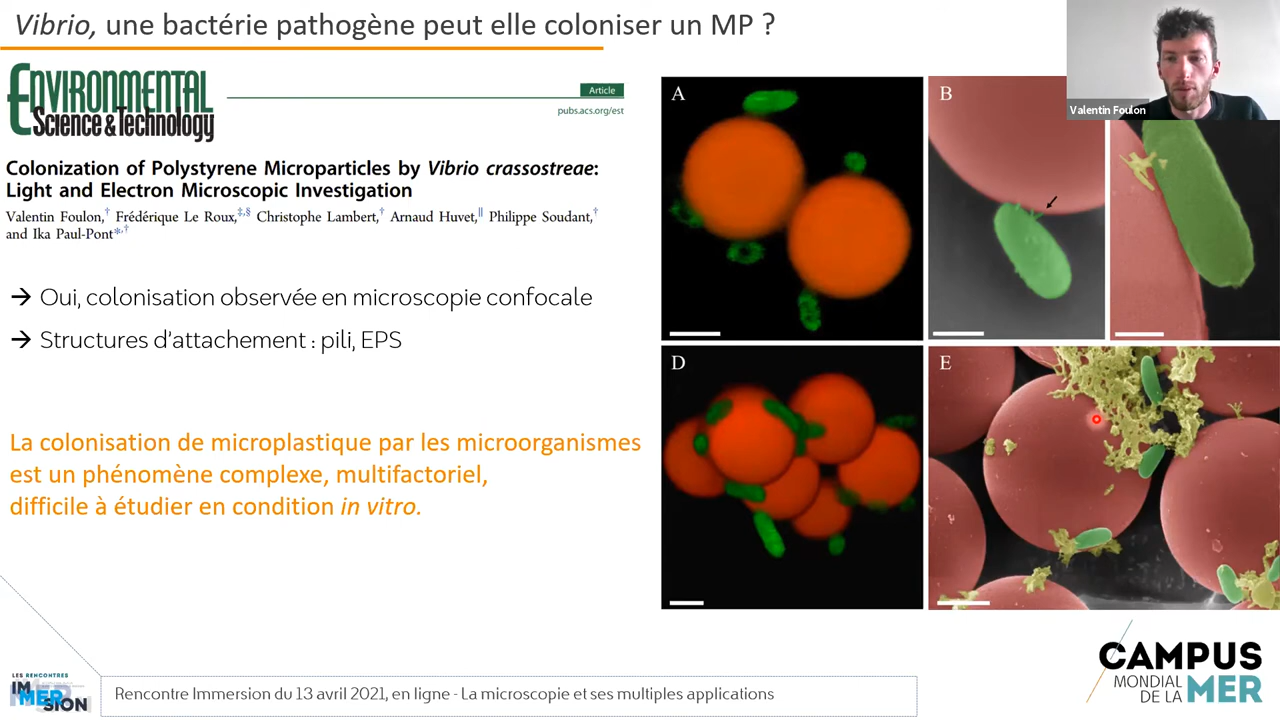 Vibrio, une bactérie pathogène peut elle coloniser un MP ?
Valentin Foulon
ENVIRONMENTAL
Science & Technology
Article
pubs.acs.org/est
Colonization of Polystyrene Microparticles by Vibrio crassostreae:
Light and Electron Microscopic Investigation
Valentin Foulon,† Frédérique Le Roux,‡,§ Christophe Lambert,† Arnaud Huvet,∥ Philippe Soudant,†
and Ika Paul-Pont*,†
→ Oui, colonisation observée en microscopie confocale
→ Structures d’attachement : pili, EPS
La colonisation de microplastique par les microorganismes
est un phénomène complexe, multifactoriel,
difficile à étudier en condition in vitro.
A
B
D
E
LES RENCONTRES
IM
MER
SION
Rencontre Immersion du 13 avril 2021, en ligne - La microscopie et ses multiples applications
CAMPUS
MONDIAL
DE LA MER